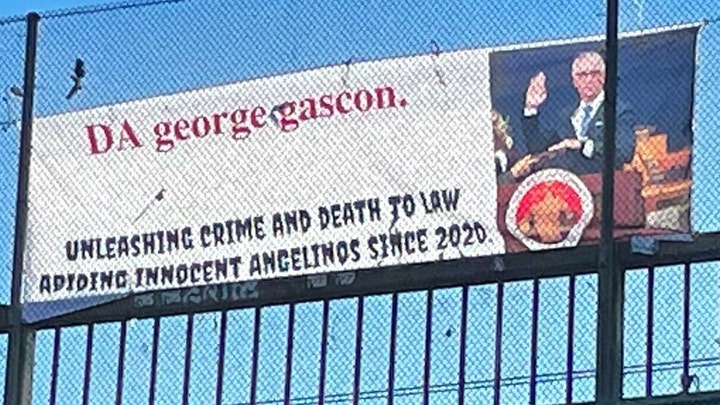 DA george gascon.
UNLEASHING CRIME AND DEATH TO LAW
ABIDING INNOCENT ANGELINOS SINCE 2020.